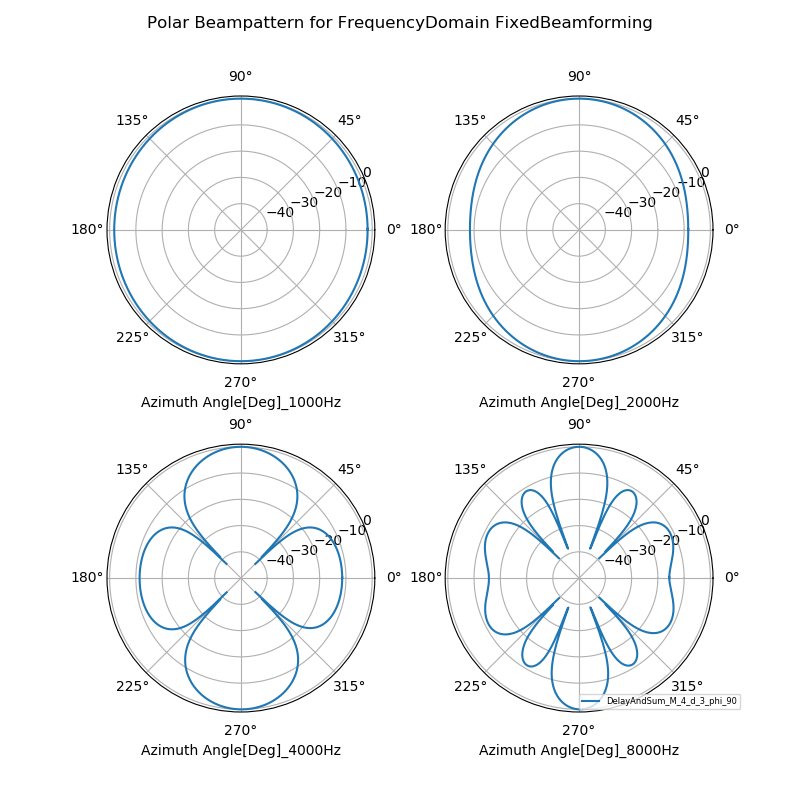 Polar Beampattern for FrequencyDomain FixedBeamforming
90° 90°
135° 45° 135° 45°
0 0
−10 −10
−20 −20
−30 −30
−40 −40
180° 0° 180° 0°
225° 315° 225° 315°
270° 270°
Azimuth Angle[Deg]_1000Hz Azimuth Angle[Deg]_2000Hz
90° 90°
135° 45° 135° 45°
0 0
−10 −10
−20 −20
−30 −30
−40 −40
180° 0° 180° 0°
225° 315° 225° 315°
DelayAndSum_M_4_d_3_phi_90
270° 270°
Azimuth Angle[Deg]_4000Hz Azimuth Angle[Deg]_8000Hz